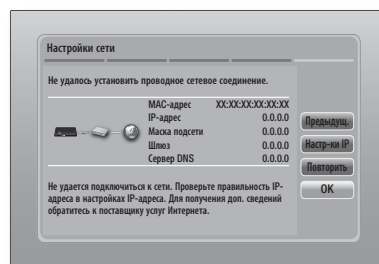 Настройки сети
Не удалось установить проводное сетевое соединение.
MAC-адрес XX:XX:XX:XX:XX:XX
IP-адрес 0.0.0.0
Маска подсети 0.0.0.0
Шлюз 0.0.0.0
Сервер DNS 0.0.0.0
Предыдущ.
Настр-ки IP
Повторить
OK
Не удается подключиться к сети. Проверьте правильность IP-
адреса в настройках IP-адреса. Для получения доп. сведений
обратитесь к поставщику услуг Интернета.